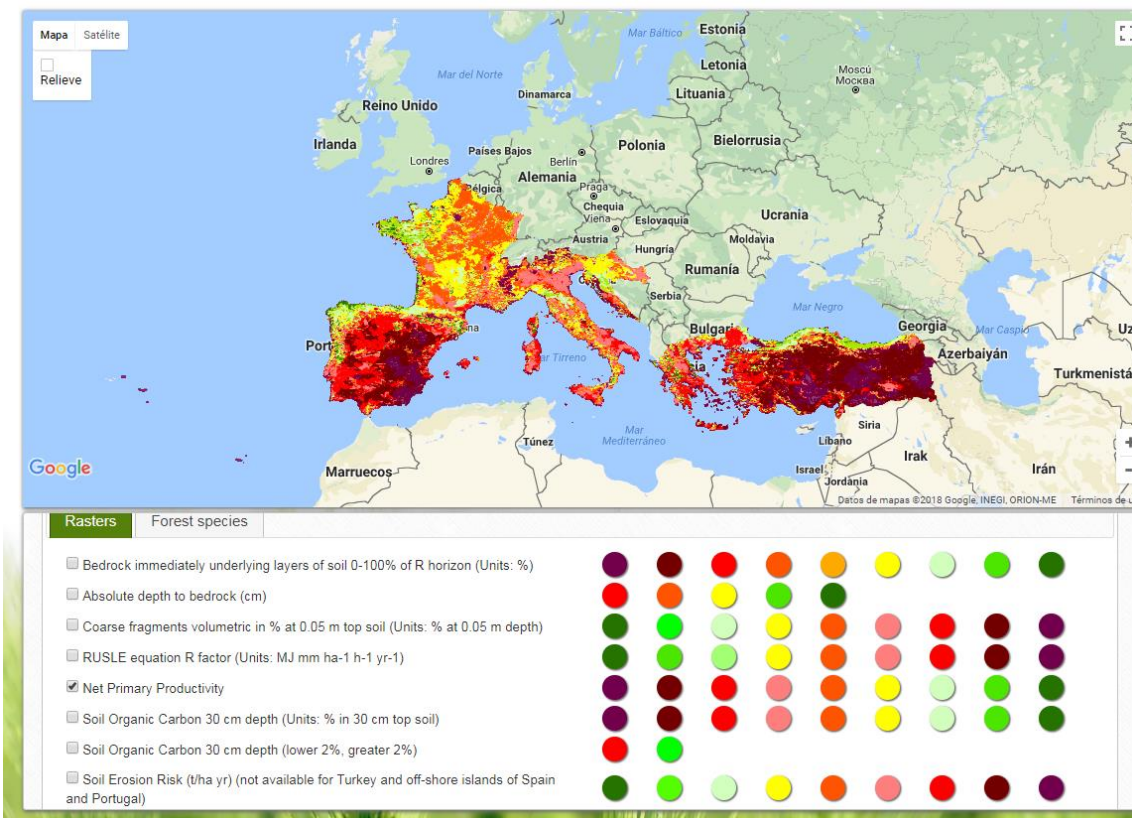 Mapa Satélite
Relieve
Mar Báltico
Estonia
Letonia
Moscú
Москва
Mar del Norte
Dinamarca
Lituania
Reino Unido
Irlanda
Bielorrusia
Polonia
Países Bajos
Berlín
Londres
Alemania
Bélgica
Praga
Chequia
Viena
Eslovaquia
Ucrania
Austria
Moldavia
Hungría
Rumanía
Serbia
Mar Negro
Bulgari
Georgia
Mar Caspio
Uz
Port
na
ar Tirreno
cia
Azerbaiyán
Turkmenistá
Siria
Mar
Mediterráneo
Túnez
Líbano
Irak
Irán
Israel
Jordania
Marruecos
Google
Datos de mapas ©2018 Google, INEGI, ORION-ME Términos de u
Rasters Forest species
Bedrock immediately underlying layers of soil 0-100% of R horizon (Units: %)
Absolute depth to bedrock (cm)
Coarse fragments volumetric in % at 0.05 m top soil (Units: % at 0.05 m depth)
RUSLE equation R factor (Units: MJ mm ha-1 h-1 yr-1)
Net Primary Productivity
Soil Organic Carbon 30 cm depth (Units: % in 30 cm top soil)
Soil Organic Carbon 30 cm depth (lower 2%, greater 2%)
Soil Erosion Risk (t/ha yr) (not available for Turkey and off-shore islands of Spain
and Portugal)